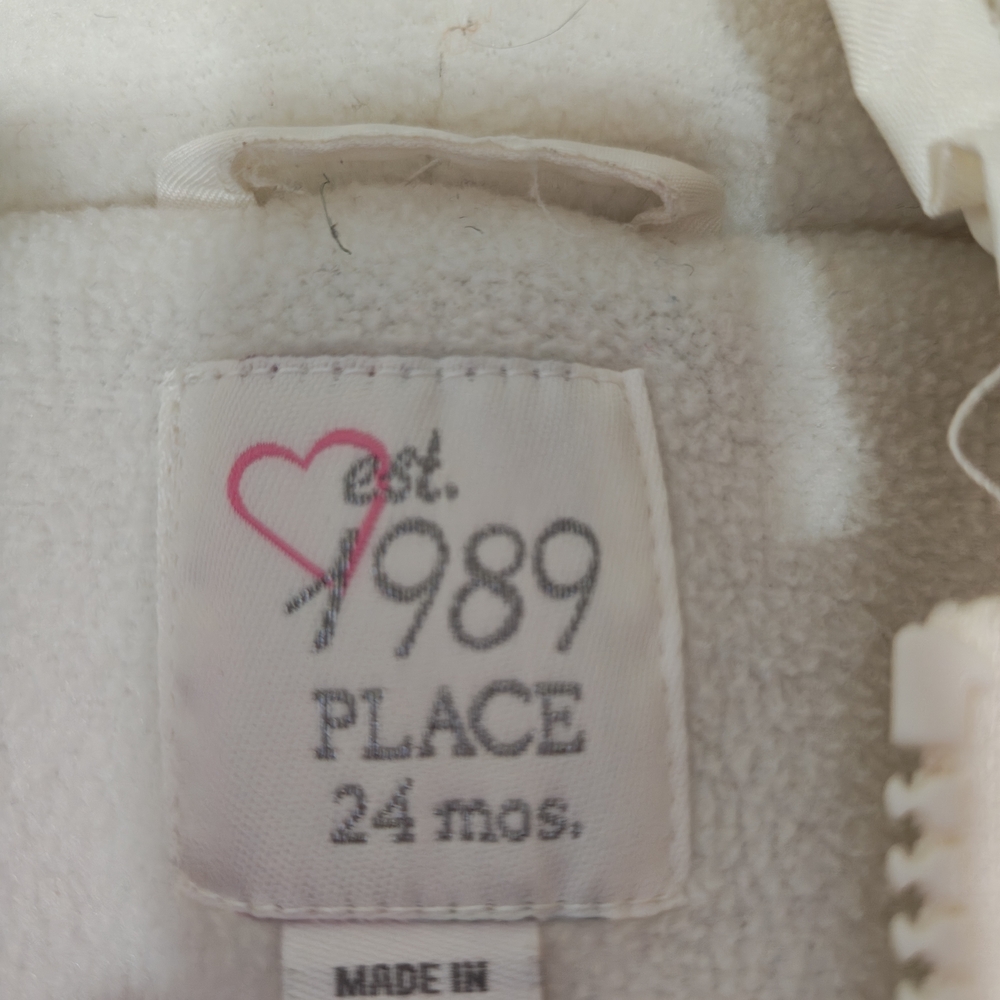 est.
1989
PLACE
24 mos.
MADE IN